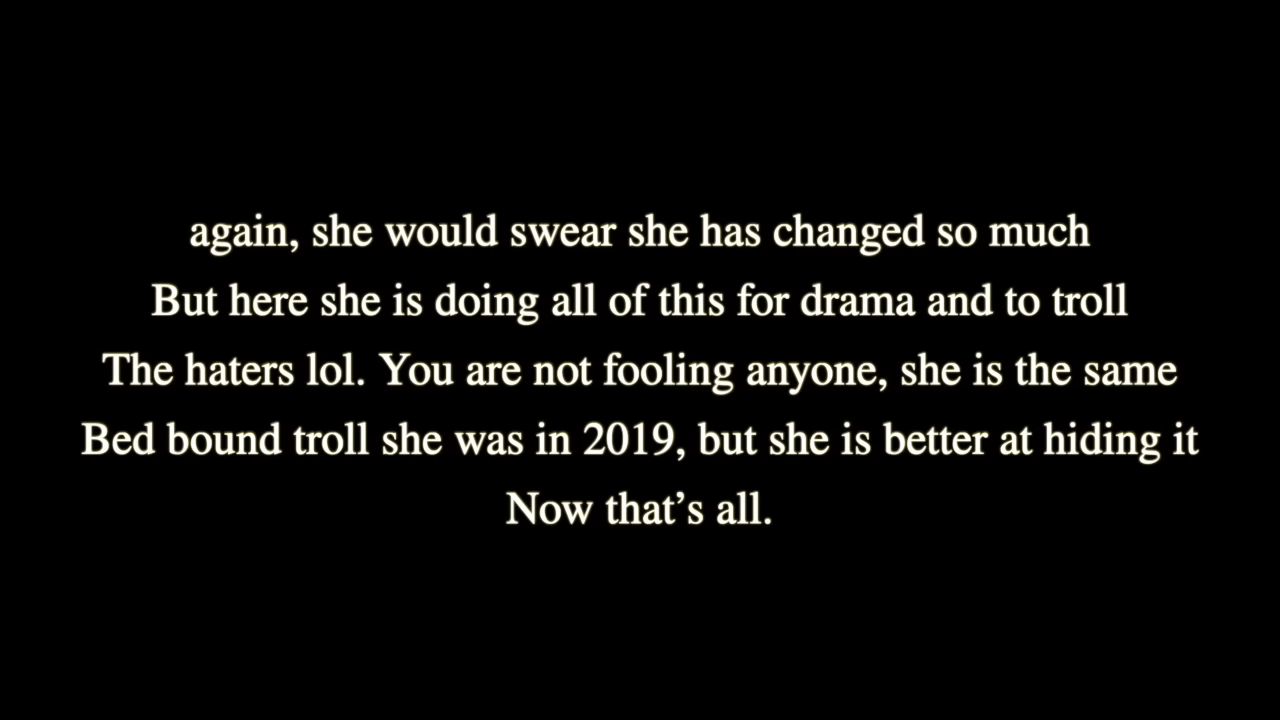 again, she would swear she has changed so much
But here she is doing all of this for drama and to troll
The haters lol. You are not fooling anyone, she is the same
Bed bound troll she was in 2019, but she is better at hiding it
Now that’s all.